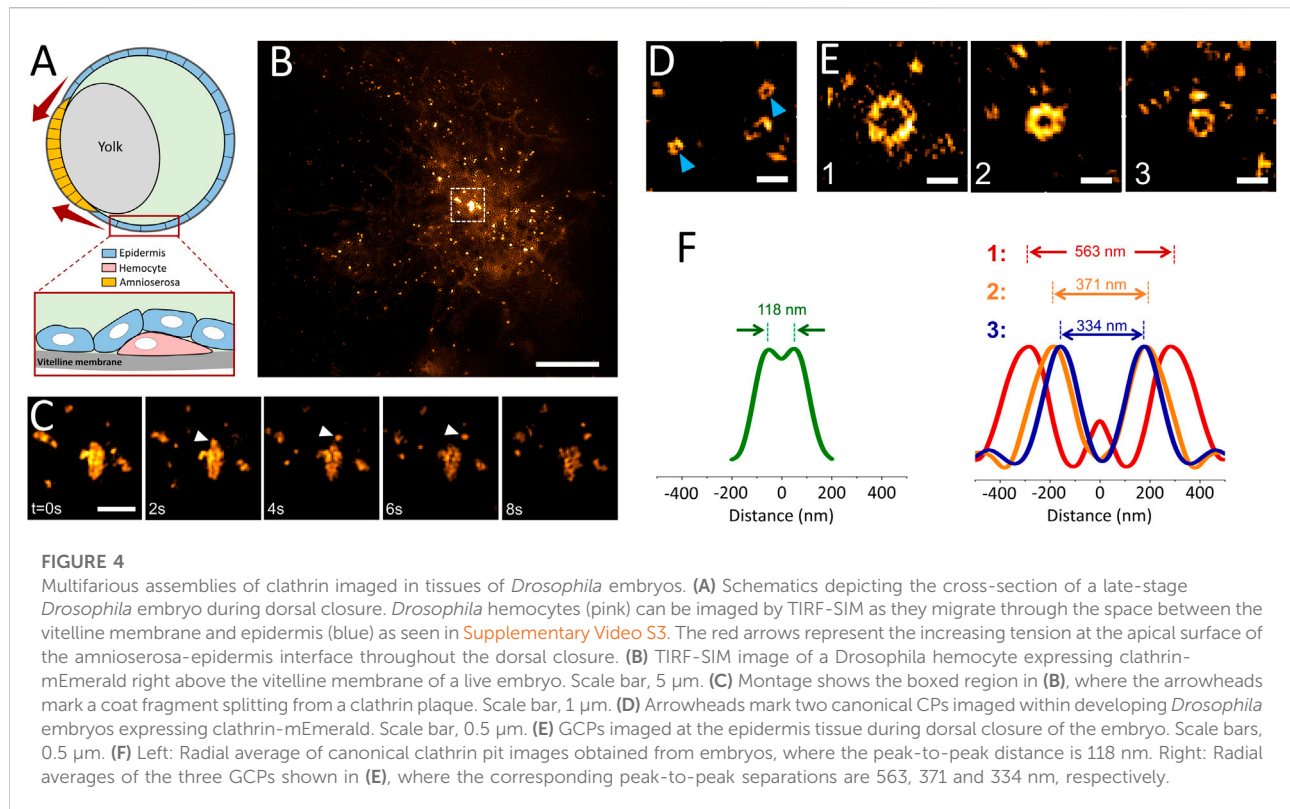 A
Yolk
Epidermis
Hemocyte
Amnioserosa
Vitelline membrane
B
C
t=0s
2s
4s
6s
8s
D
E
1
2
3
F
118 nm
-400
-200
0
200
400
Distance (nm)
1:
563 nm
2:
371 nm
3:
334 nm
-400
-200
0
200
400
Distance (nm)
FIGURE 4
Multifarious assemblies of clathrin imaged in tissues of Drosophila embryos. (A) Schematics depicting the cross-section of a late-stage
Drosophila embryo during dorsal closure. Drosophila hemocytes (pink) can be imaged by TIRF-SIM as they migrate through the space between the
vitelline membrane and epidermis (blue) as seen in Supplementary Video S3. The red arrows represent the increasing tension at the apical surface of
the amnioserosa-epidermis interface throughout the dorsal closure. (B) TIRF-SIM image of a Drosophila hemocyte expressing clathrin-
mEmerald right above the vitelline membrane of a live embryo. Scale bar, 5 μm. (C) Montage shows the boxed region in (B), where the arrowheads
mark a coat fragment splitting from a clathrin plaque. Scale bar, 1 μm. (D) Arrowheads mark two canonical CPs imaged within developing Drosophila
embryos expressing clathrin-mEmerald. Scale bar, 0.5 μm. (E) GCPs imaged at the epidermis tissue during dorsal closure of the embryo. Scale bars,
0.5 μm. (F) Left: Radial average of canonical clathrin pit images obtained from embryos, where the peak-to-peak distance is 118 nm. Right: Radial
averages of the three GCPs shown in (E), where the corresponding peak-to-peak separations are 563, 371 and 334 nm, respectively.